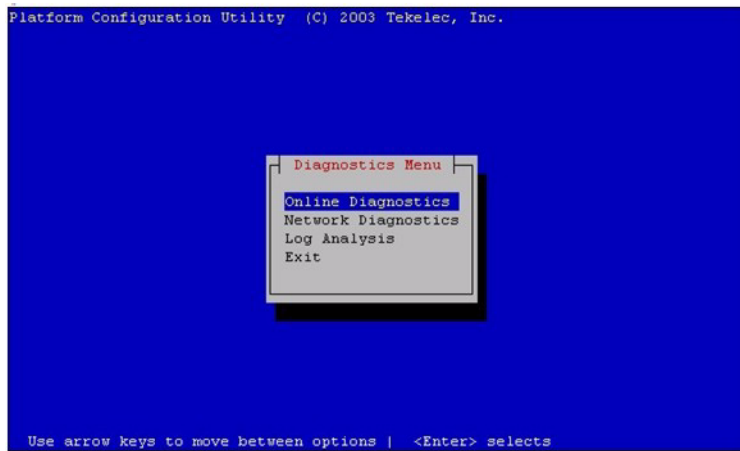 Platform Configuration Utility (C) 2003 Tekelec, Inc.
Diagnostics Menu
Online Diagnostics
Network Diagnostics
Log Analysis
Exit
Use arrow keys to move between options | <Enter> selects